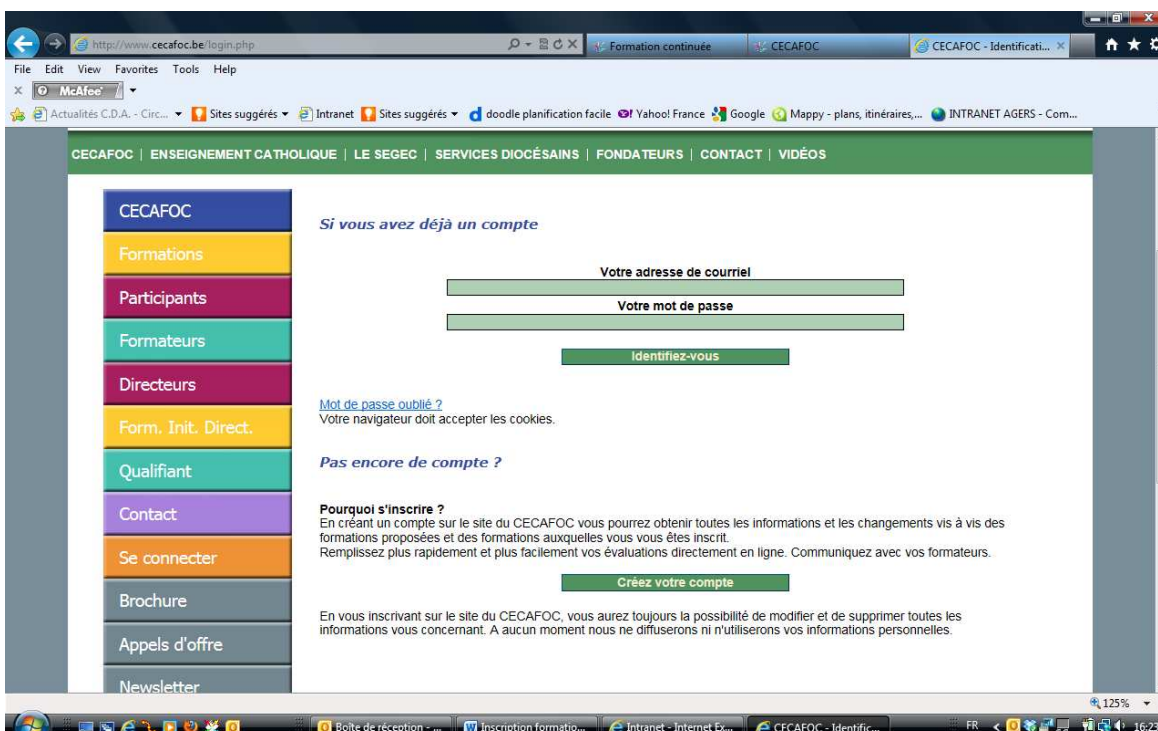 http://www.cecafoc.be/login.php
Formation continuée
CECAFOC
CECAFOC - Identificati...
File Edit View Favorites Tools Help
McAfee
Actualités C.D.A. - Circ... Sites suggérés Intranet Sites suggérés doodle planification facile Yahoo! France Google Mappy - plans, itinéraires,... INTRANET AGERS - Com...
CECAFOC | ENSEIGNEMENT CATHOLIQUE | LE SEGEC | SERVICES DIOCÉSAINS | FONDATEURS | CONTACT | VIDÉOS
CECAFOC
Formations
Participants
Formateurs
Directeurs
Form. Init. Direct.
Qualifiant
Contact
Se connecter
Brochure
Appels d'offre
Newsletter
Si vous avez déjà un compte
Votre adresse de courriel
Votre mot de passe
Identifiez-vous
Mot de passe oublié ?
Votre navigateur doit accepter les cookies.
Pas encore de compte ?
Pourquoi s'inscrire ?
En créant un compte sur le site du CECAFOC vous pourrez obtenir toutes les informations et les changements vis à vis des
formations proposées et des formations auxquelles vous vous êtes inscrit.
Remplissez plus rapidement et plus facilement vos évaluations directement en ligne. Communiquez avec vos formateurs.
Créez votre compte
En vous inscrivant sur le site du CECAFOC, vous aurez toujours la possibilité de modifier et de supprimer toutes les
informations vous concernant. A aucun moment nous ne diffuserons ni n'utiliserons vos informations personnelles.
125%
Boîte de réception - ... Inscription formatio... Intranet - Internet Ex... CECAFOC - Identific... FR 16:23